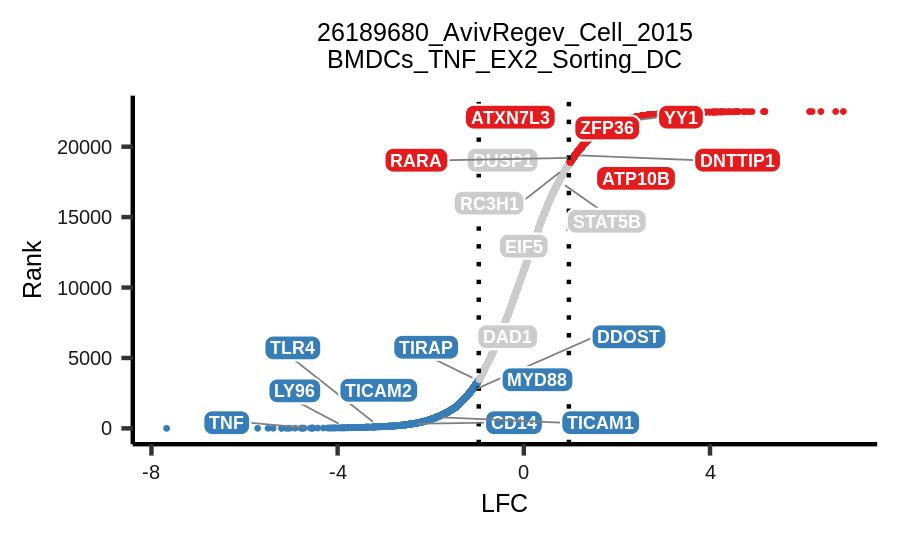 26189680_AvivRegev_Cell_2015
BMDCs_TNF_EX2_Sorting_DC
Rank
20000
15000
10000
5000
0
ATXN7L3
ZFP36
YY1
RARA
DUSP1
DNTTIP1
ATP10B
RC3H1
STAT5B
EIF5
DAD1
DDOST
TLR4
TIRAP
MYD88
LY96
TICAM2
TNF
CD14
TICAM1
-8
-4
0
4
LFC